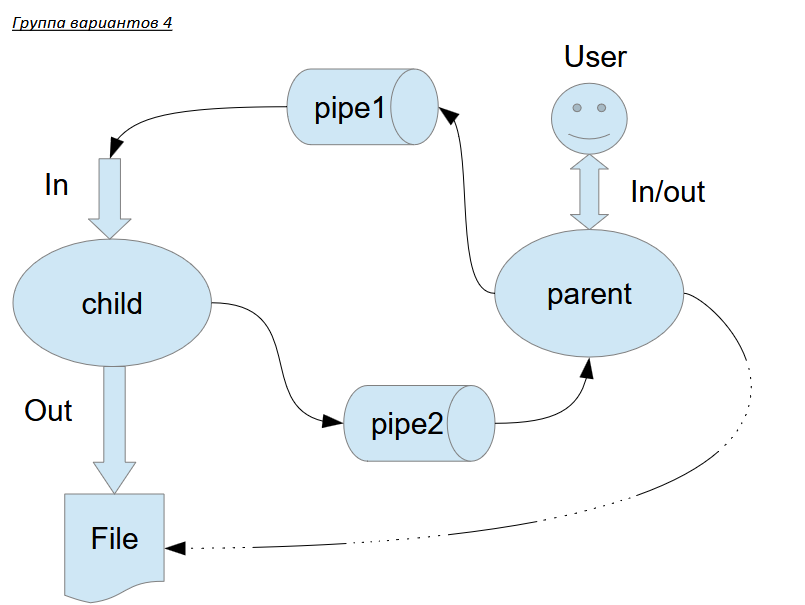 Группа вариантов 4
User
pipe1
In
In/out
child
parent
Out
pipe2
File